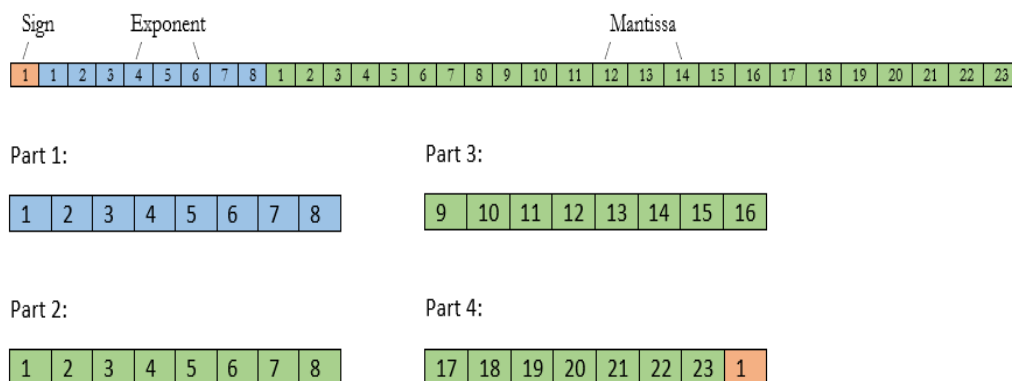 Sign Exponent Mantissa
1 1 2 3 4 5 6 7 8 1 2 3 4 5 6 7 8 9 10 11 12 13 14 15 16 17 18 19 20 21 22 23
Part 1:
1 2 3 4 5 6 7 8
Part 3:
9 10 11 12 13 14 15 16
Part 2:
1 2 3 4 5 6 7 8
Part 4:
17 18 19 20 21 22 23 1